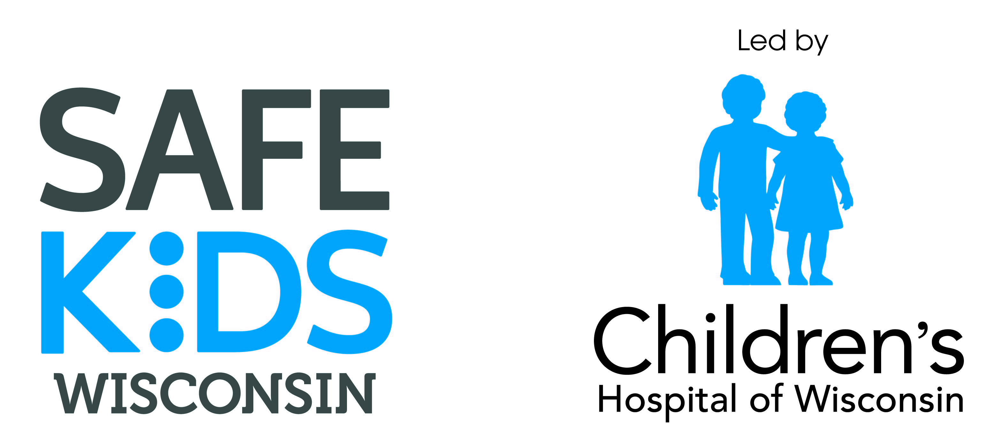 SAFE
KIDS
WISCONSIN
Led by
Children's
Hospital of Wisconsin